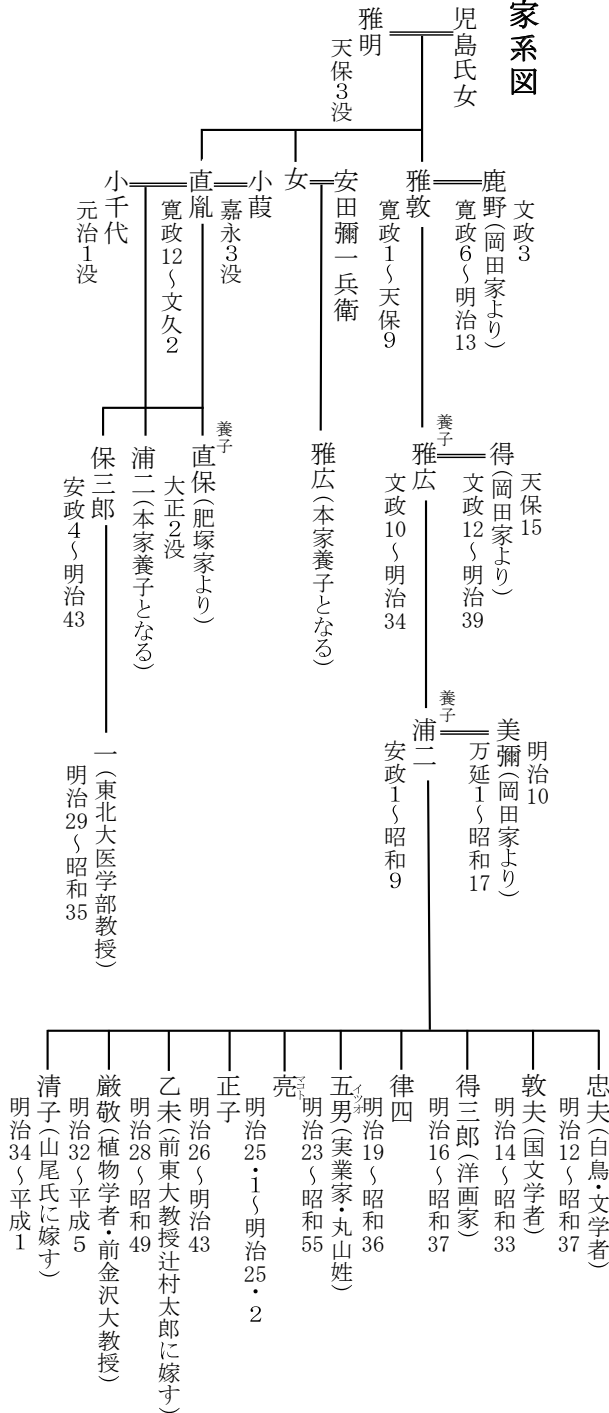 家系図
児島氏女
雅明
天保3没
文政3
鹿野(岡田家より)
寛政6～明治13
雅敦
寛政1～天保9
安田彌一兵衛
女
小葭
嘉永3没
直胤
寛政12～文久2
小千代
元治1没
天保15
得(岡田家より)
文政12～明治39
養子
雅広
文政10～明治34
雅広(本家養子となる)
養子
直保(肥塚家より)
大正2没
浦二(本家養子となる)
保三郎
安政4～明治43
明治10
美彌(岡田家より)
万延1～昭和17
養子
浦二
安政1～昭和9
一(東北大医学部教授)
明治29～昭和35
忠夫(白鳥・文学者)
明治12～昭和37
敦夫(国文学者)
明治14～昭和33
得三郎(洋画家)
明治16～昭和37
律四
明治19～昭和36
イツオ
五男(実業家・丸山姓)
明治23～昭和55
マコト
亮
明治25・1～明治25・2
正子
明治26～明治43
乙未(前東大教授辻村太郎に嫁す)
明治28～昭和49
厳敬(植物学者・前金沢大教授)
明治32～平成5
清子(山尾氏に嫁す)
明治34～平成1